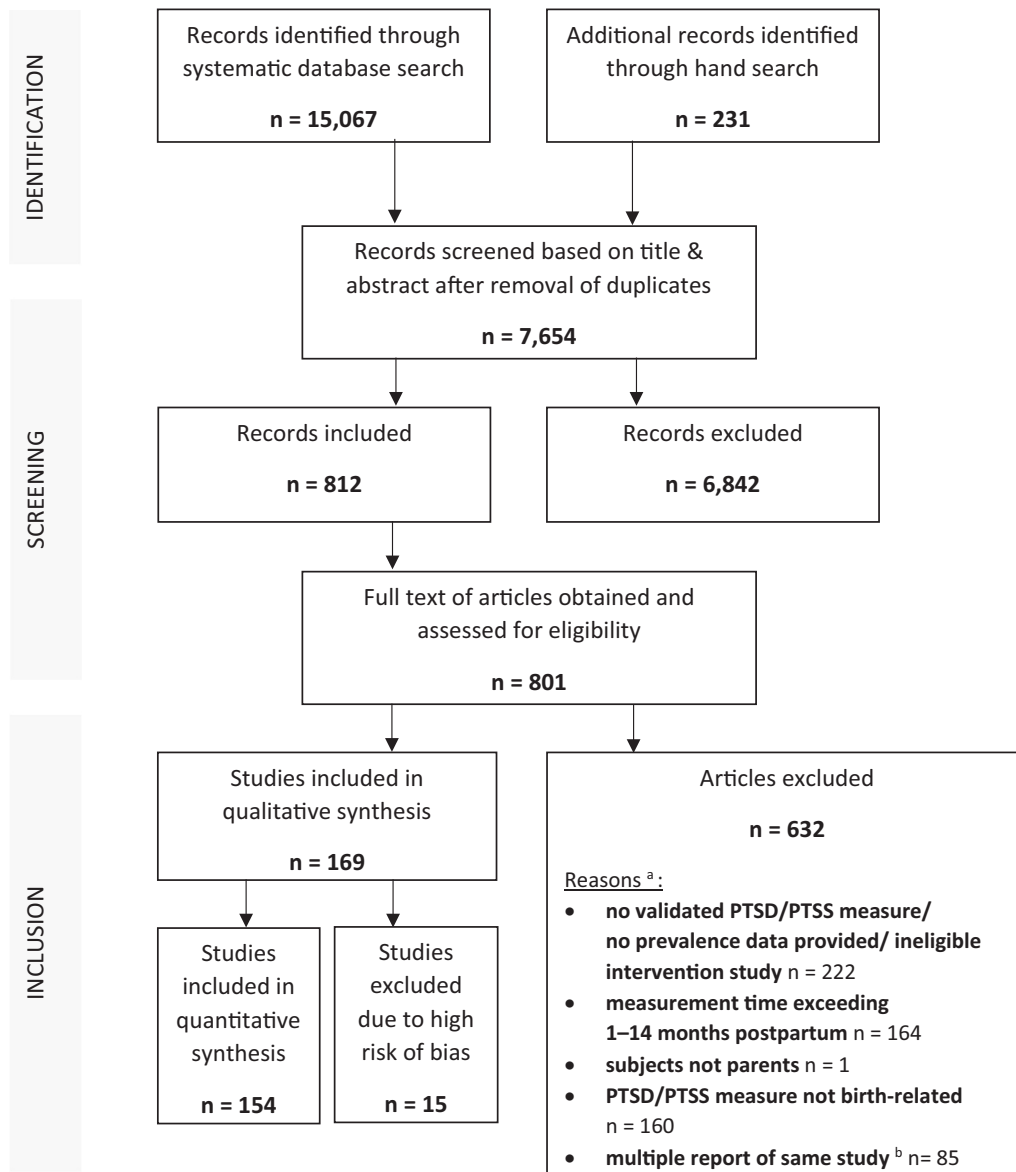 IDENTIFICATION
Records identified through
systematic database search
n = 15,067
Additional records identified
through hand search
n = 231
Records screened based on title &
abstract after removal of duplicates
n = 7,654
SCREENING
Records included
n = 812
Records excluded
n = 6,842
Full text of articles obtained and
assessed for eligibility
n = 801
INCLUSION
Studies included in
qualitative synthesis
n = 169
Studies
included in
quantitative
synthesis
n = 154
Studies
excluded
due to high
risk of bias
n = 15
Articles excluded
n = 632
Reasons ᵃ :
• no validated PTSD/PTSS measure/
no prevalence data provided/ ineligible
intervention study n = 222
• measurement time exceeding
1–14 months postpartum n = 164
• subjects not parents n = 1
• PTSD/PTSS measure not birth-related
n = 160
• multiple report of same study ᵇ n= 85